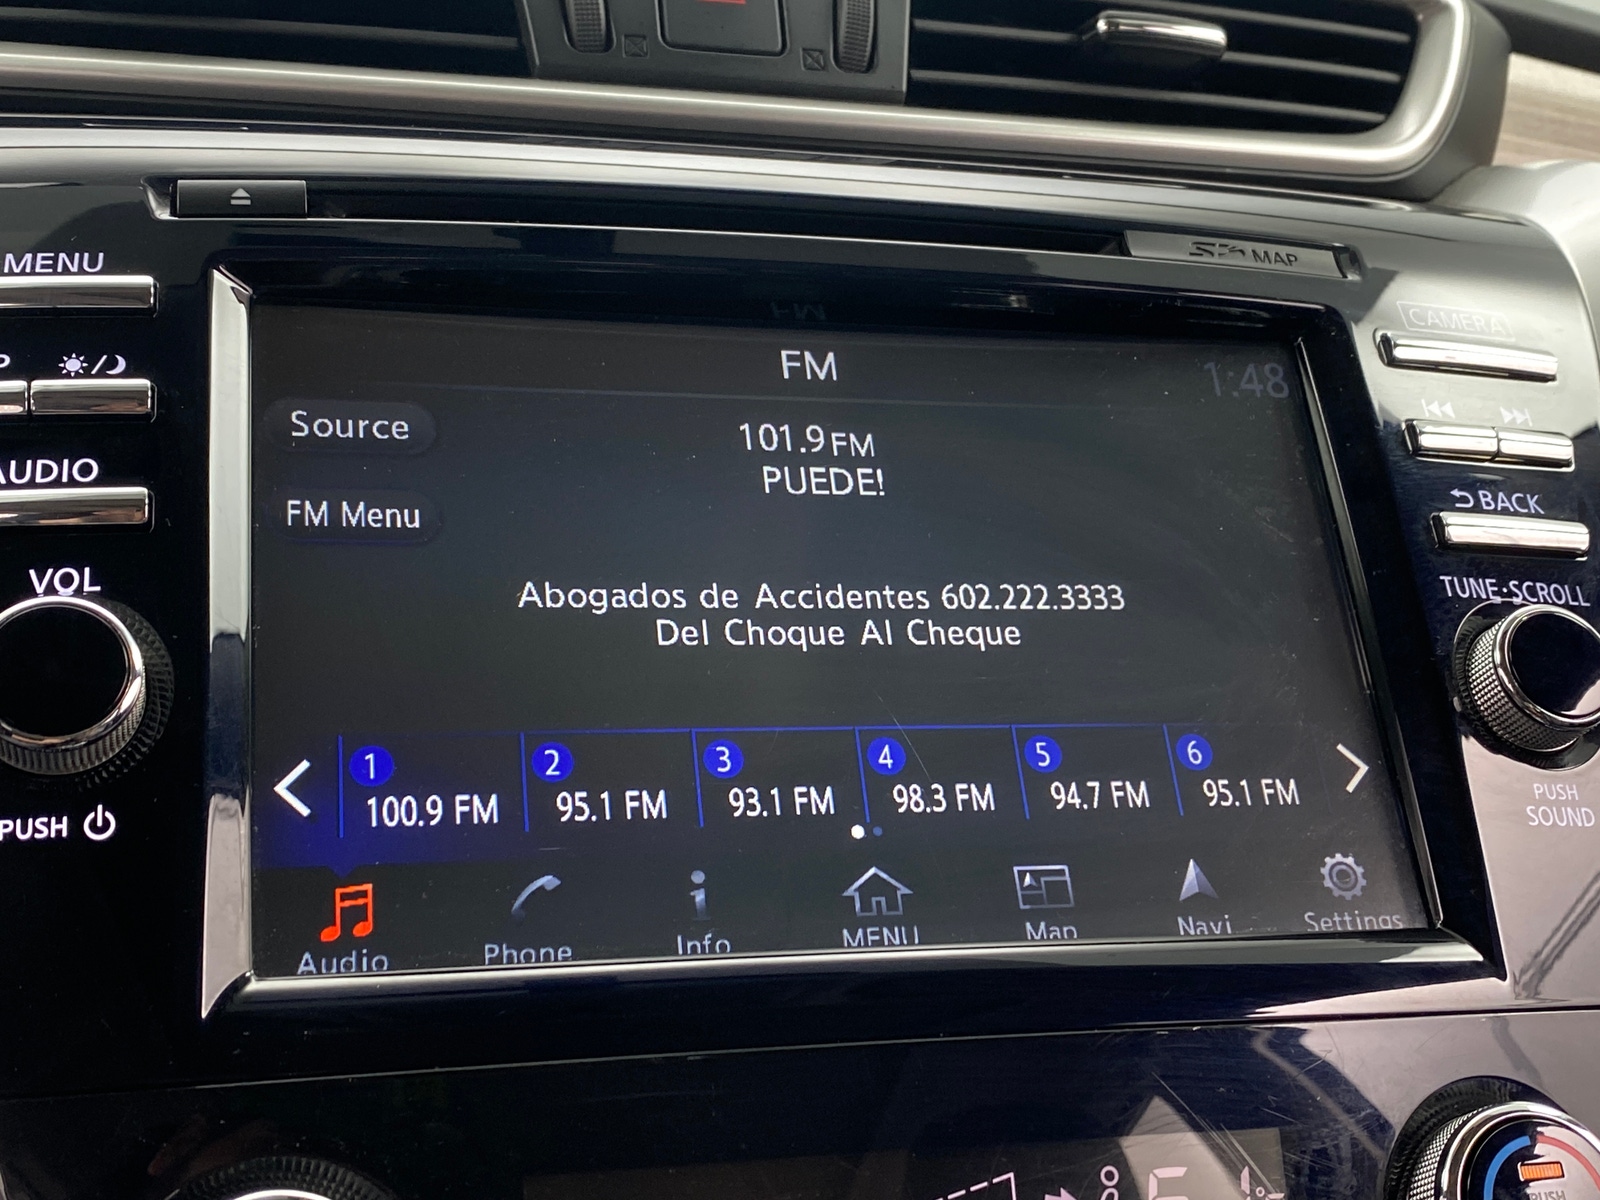 MAP
MENU
CAMERA
FM
1:48
Source
101.9 FM
PUEDE!
AUDIO
FM Menu
BACK
VOL
Abogados de Accidentes 602.222.3333
Del Choque Al Cheque
TUNE·SCROLL
1 2 3 4 5 6
100.9 FM 95.1 FM 93.1 FM 98.3 FM 94.7 FM 95.1 FM
PUSH
PUSH
SOUND
Audio Phone Info MENU Map Navi Settings
PUSH